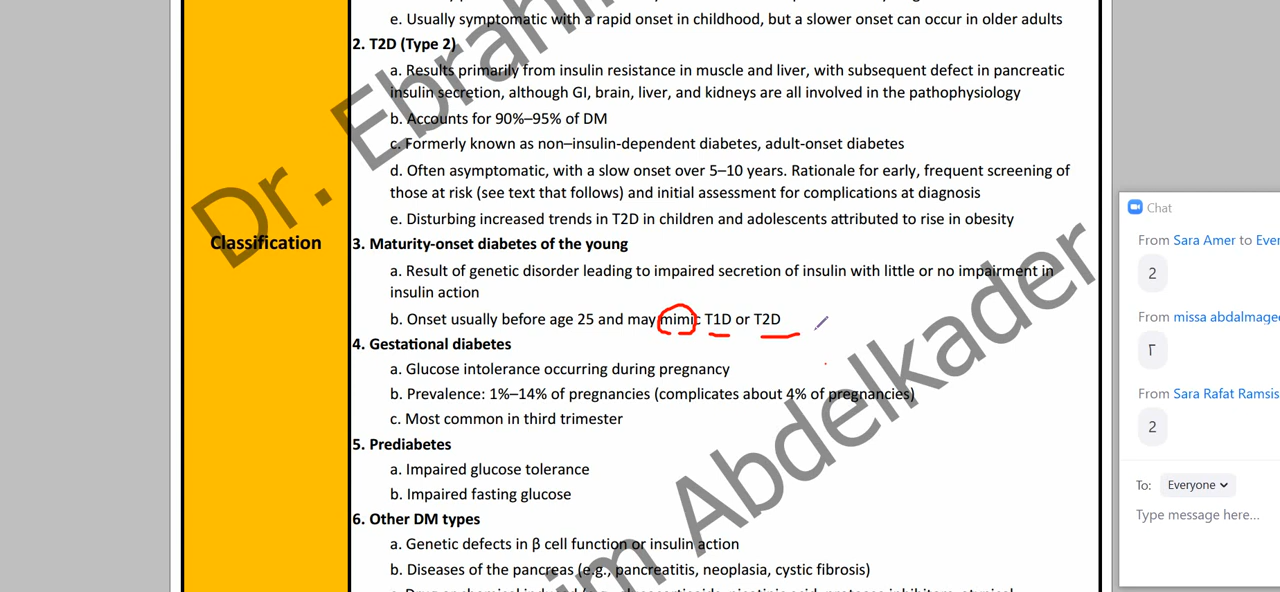 e. Usually symptomatic with a rapid onset in childhood, but a slower onset can occur in older adults
2. T2D (Type 2)
a. Results primarily from insulin resistance in muscle and liver, with subsequent defect in pancreatic
insulin secretion, although GI, brain, liver, and kidneys are all involved in the pathophysiology
b. Accounts for 90%–95% of DM
c. Formerly known as non–insulin-dependent diabetes, adult-onset diabetes
d. Often asymptomatic, with a slow onset over 5–10 years. Rationale for early, frequent screening of
those at risk (see text that follows) and initial assessment for complications at diagnosis
e. Disturbing increased trends in T2D in children and adolescents attributed to rise in obesity
Classification
3. Maturity-onset diabetes of the young
a. Result of genetic disorder leading to impaired secretion of insulin with little or no impairment in
insulin action
b. Onset usually before age 25 and may mimic T1D or T2D
4. Gestational diabetes
a. Glucose intolerance occurring during pregnancy
b. Prevalence: 1%–14% of pregnancies (complicates about 4% of pregnancies)
c. Most common in third trimester
5. Prediabetes
a. Impaired glucose tolerance
b. Impaired fasting glucose
6. Other DM types
a. Genetic defects in β cell function or insulin action
b. Diseases of the pancreas (e.g., pancreatitis, neoplasia, cystic fibrosis)
Dr. Ebrahim Abdelkader
Chat
From Sara Amer to Ever
2
From missa abdalmage
٢
From Sara Rafat Ramsis
2
To: Everyone
Type message here...